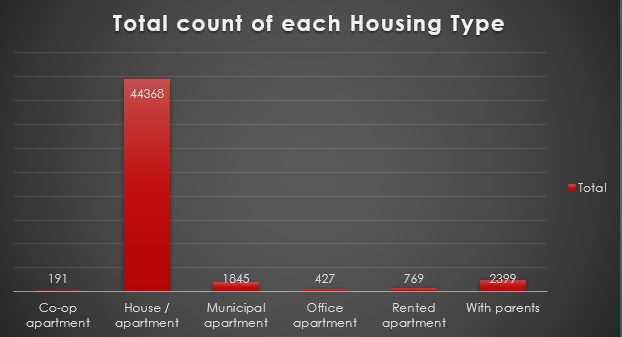 Total count of each Housing Type
44368
191
1845
427
769
2399
Total
Co-op
apartment
House /
apartment
Municipal
apartment
Office
apartment
Rented
apartment
With parents